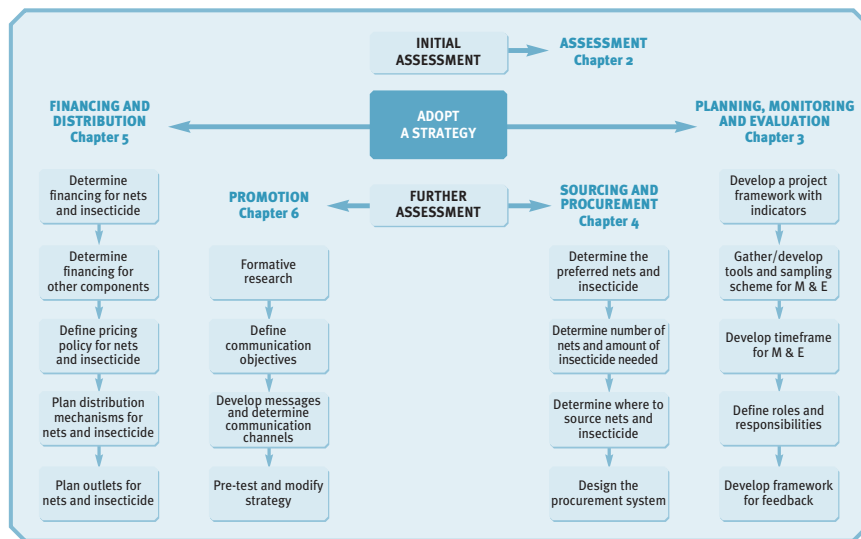 INITIAL
ASSESSMENT
ASSESSMENT
Chapter 2
FINANCING AND
DISTRIBUTION
Chapter 5
ADOPT
A STRATEGY
PLANNING, MONITORING
AND EVALUATION
Chapter 3
PROMOTION
Chapter 6
FURTHER
ASSESSMENT
SOURCING AND
PROCUREMENT
Chapter 4
Determine
financing for nets
and insecticide
Determine
financing for
other components
Define pricing
policy for nets
and insecticide
Plan distribution
mechanisms for
nets and insecticide
Plan outlets for
nets and insecticide
Formative
research
Define
communication
objectives
Develop messages
and determine
communication
channels
Pre-test and modify
strategy
Determine the
preferred nets and
insecticide
Determine number of
nets and amount of
insecticide needed
Determine where to
source nets and
insecticide
Design the
procurement system
Develop a project
framework with
indicators
Gather/develop
tools and sampling
scheme for M & E
Develop timeframe
for M & E
Define roles and
responsibilities
Develop framework
for feedback